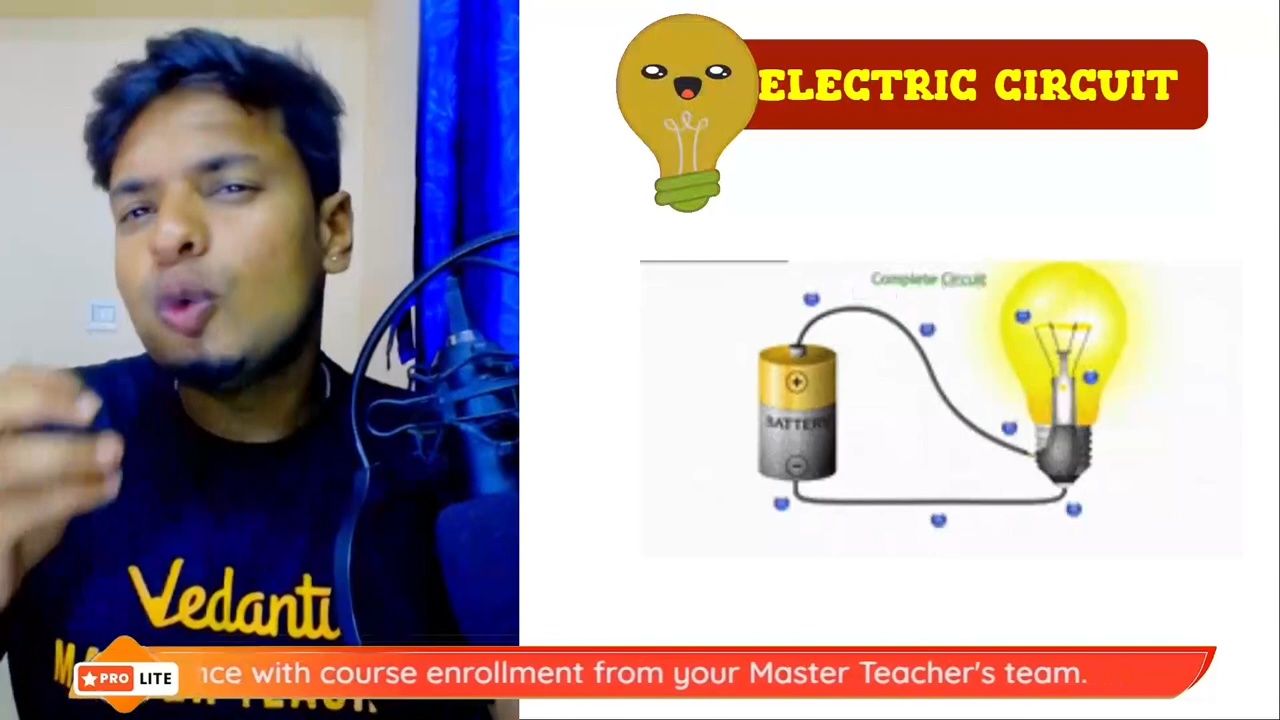 ELECTRIC CIRCUIT
Complete Circuit
+
BATTERY
-
Vedantu
PRO LITE
nce with course enrollment from your Master Teacher's team.